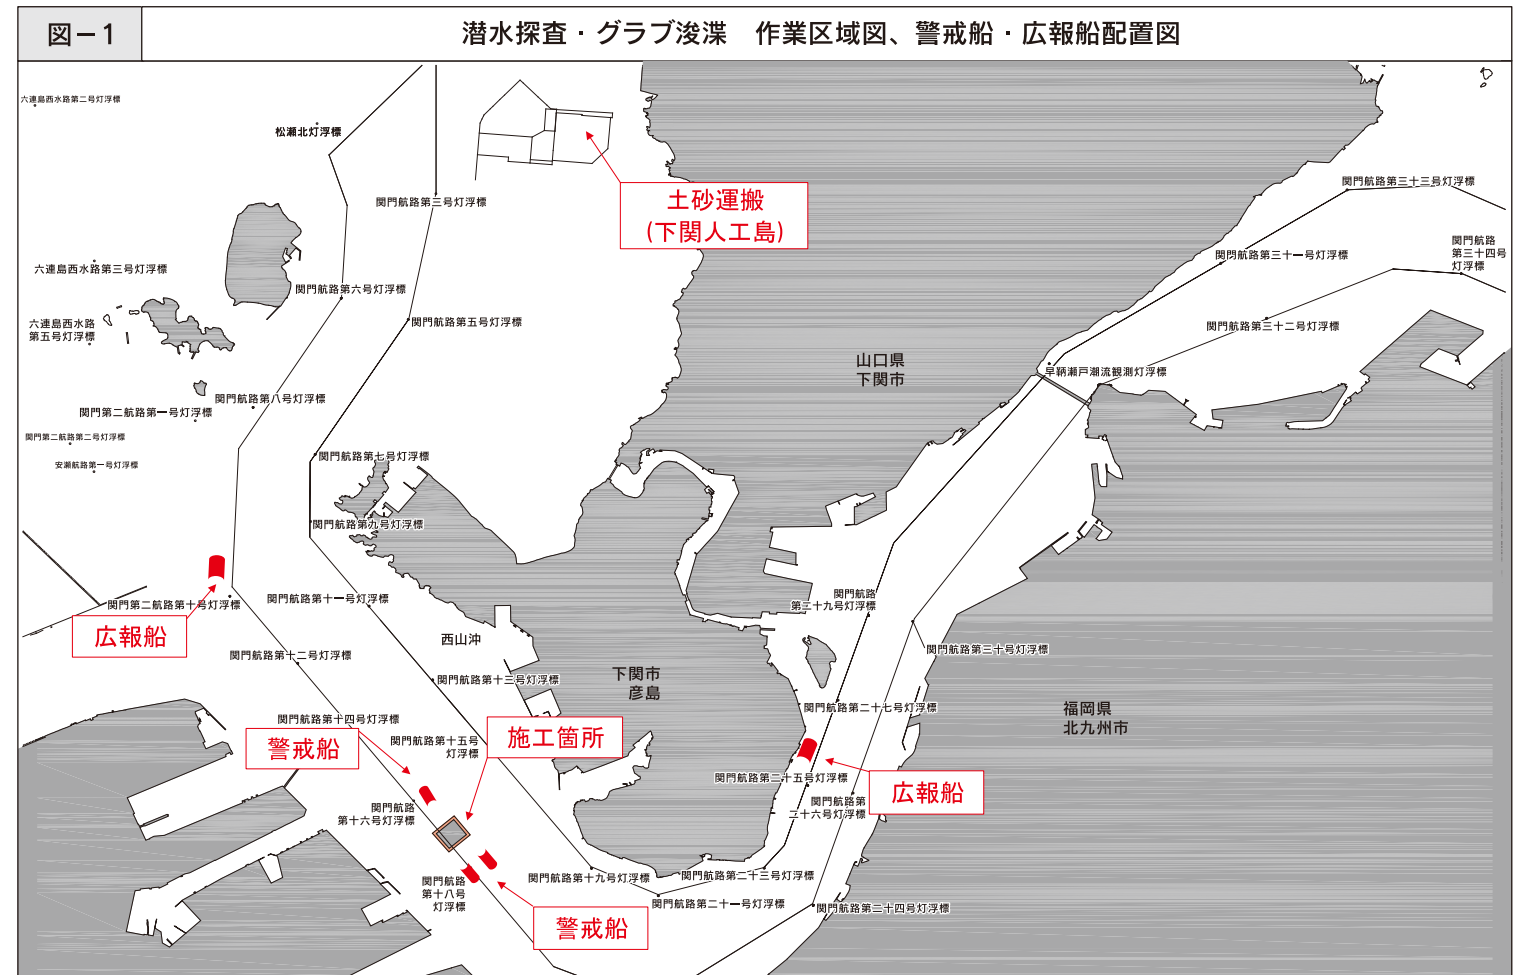 図－1
潜水探査・グラブ浚渫　作業区域図、警戒船・広報船配置図
六連島西水路第二号灯浮標
松瀬北灯浮標
関門航路第三号灯浮標
土砂運搬
(下関人工島)
関門航路第三十三号灯浮標
関門航路
第三十四号
灯浮標
関門航路第三十一号灯浮標
六連島西水路第三号灯浮標
関門航路第六号灯浮標
六連島西水路
第五号灯浮標
関門航路第五号灯浮標
関門航路第三十二号灯浮標
山口県
下関市
早鞆瀬戸潮流観測灯浮標
関門航路第八号灯浮標
関門第二航路第一号灯浮標
関門第二航路第二号灯浮標
安瀬航路第一号灯浮標
関門航路第七号灯浮標
関門航路第九号灯浮標
関門第二航路第十号灯浮標
関門航路第十一号灯浮標
関門航路
第二十九号灯浮標
広報船
西山沖
関門航路第十二号灯浮標
関門航路第三十号灯浮標
関門航路第十三号灯浮標
下関市
彦島
関門航路第二十七号灯浮標
福岡県
北九州市
関門航路第十四号灯浮標
警戒船
関門航路第十五号
灯浮標
施工箇所
関門航路第二十五号灯浮標
広報船
関門航路第
二十六号灯浮標
関門航路
第十六号灯浮標
関門航路
第十八号
灯浮標
関門航路第十九号灯浮標
関門航路第二十三号灯浮標
関門航路第二十一号灯浮標
関門航路第二十四号灯浮標
警戒船